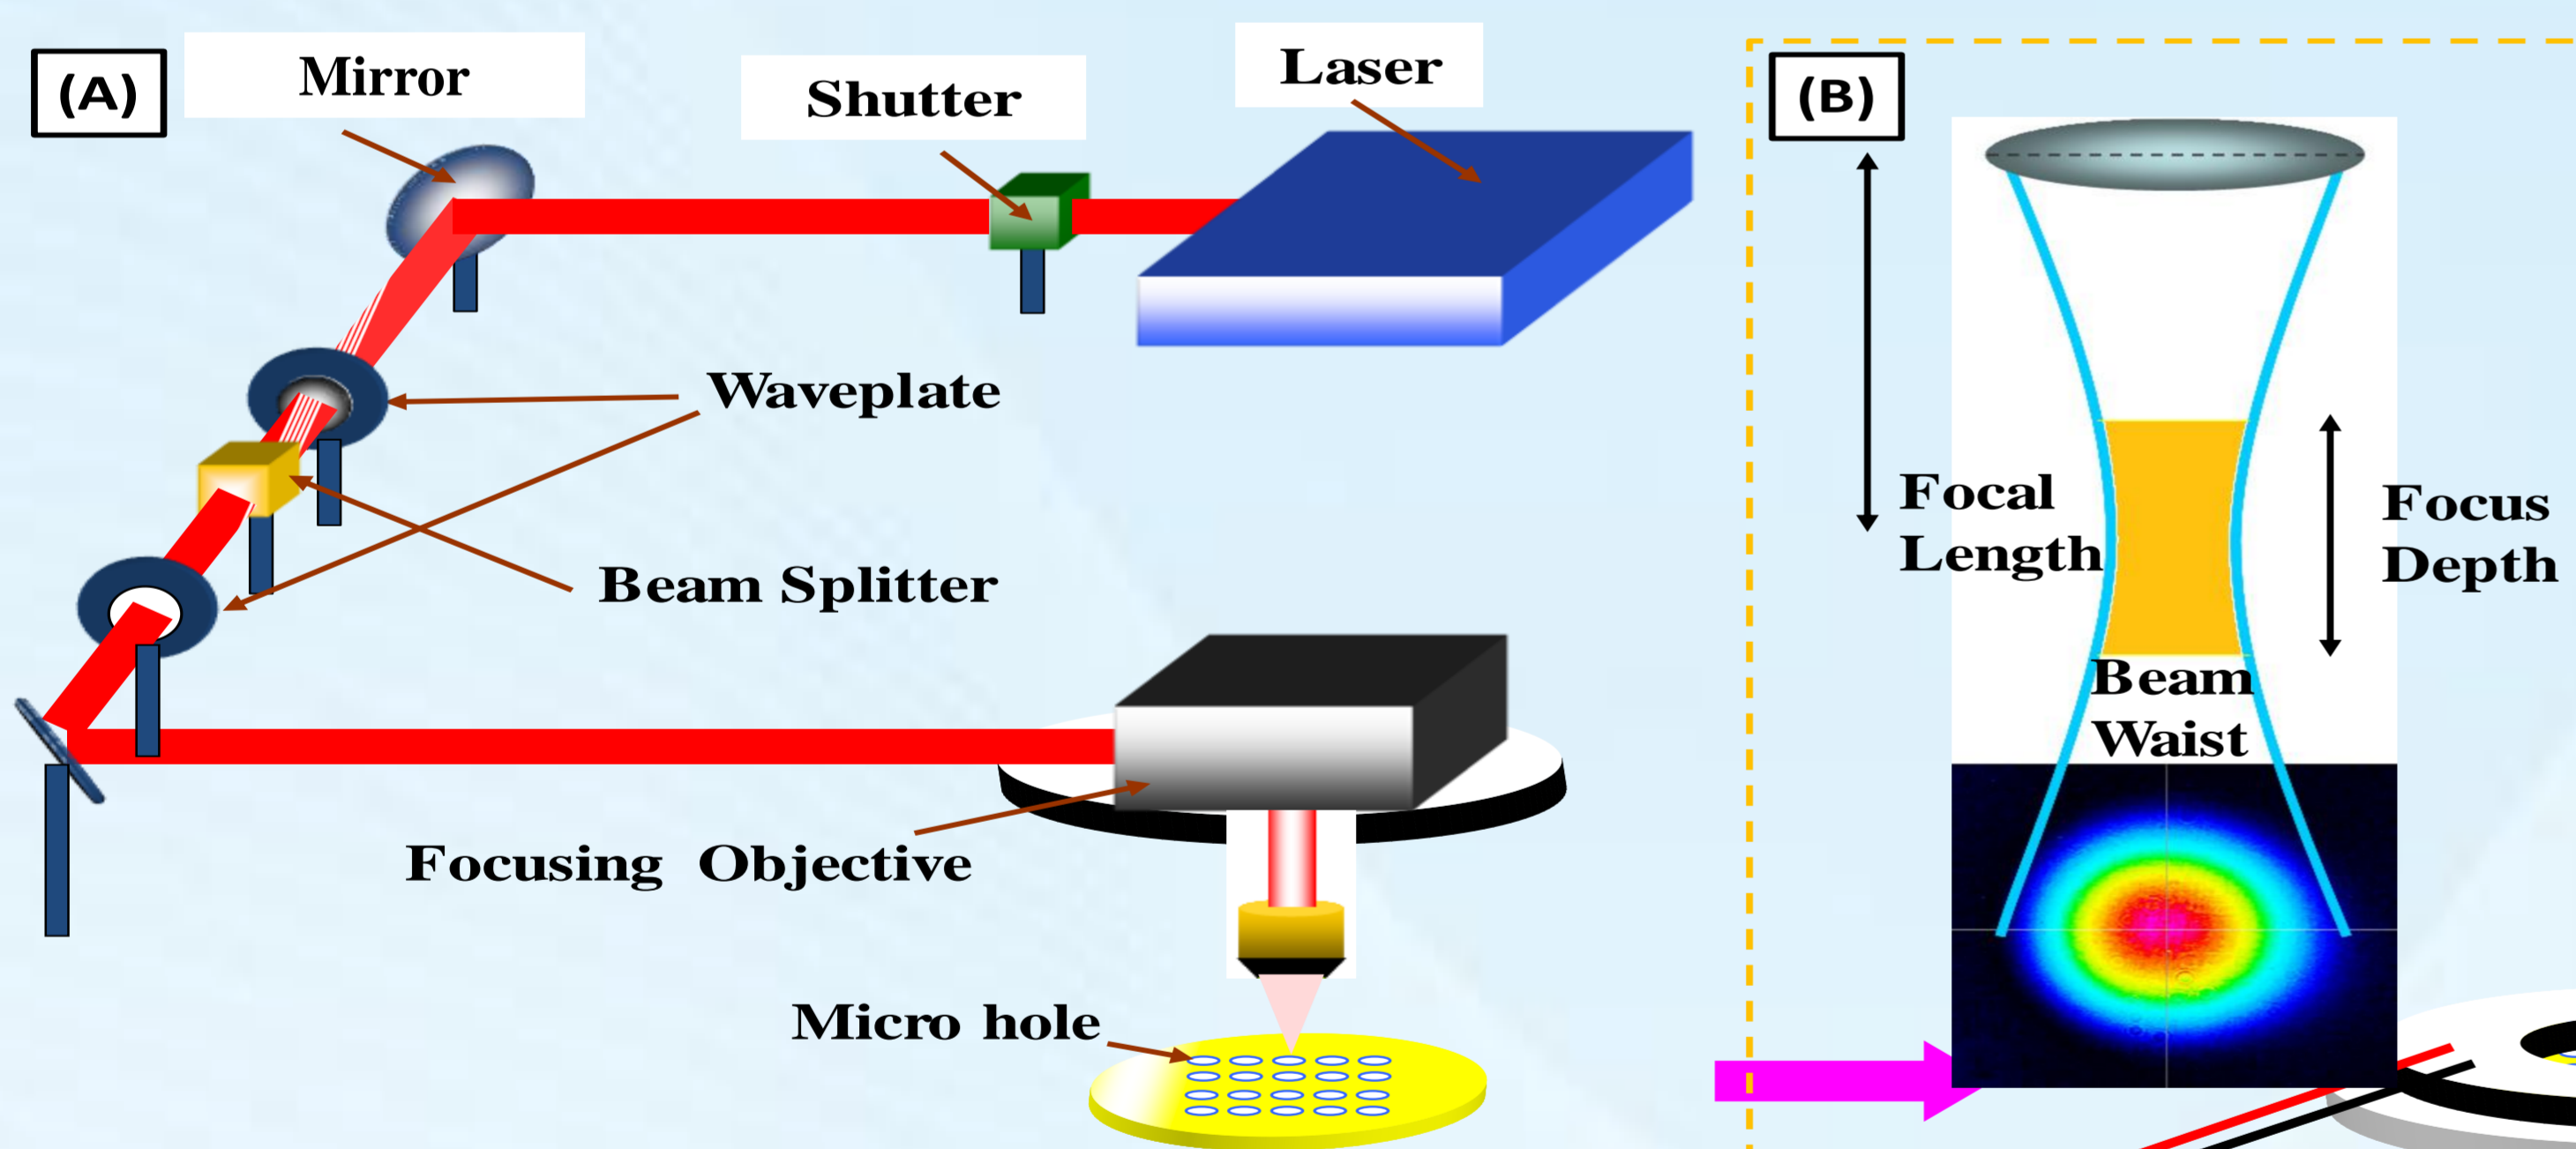 (A)
Mirror
Shutter
Laser
(B)
Waveplate
Focal
Length
Focus
Depth
Beam Splitter
Beam
Waist
Focusing Objective
Micro hole